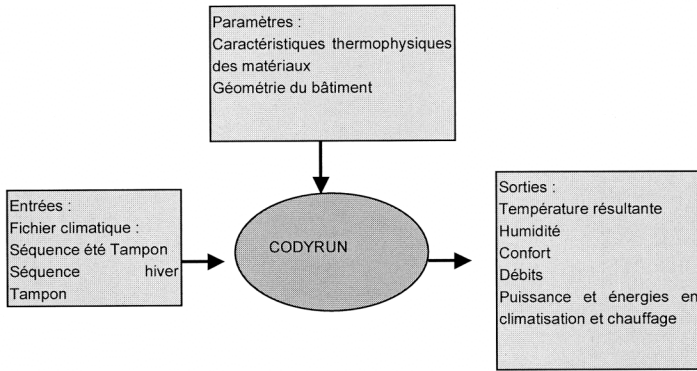 Paramètres :
Caractéristiques thermophysiques
des matériaux
Géométrie du bâtiment
Entrées :
Fichier climatique :
Séquence été Tampon
Séquence hiver
Tampon
CODYRUN
Sorties :
Température résultante
Humidité
Confort
Débits
Puissance et énergies en
climatisation et chauffage